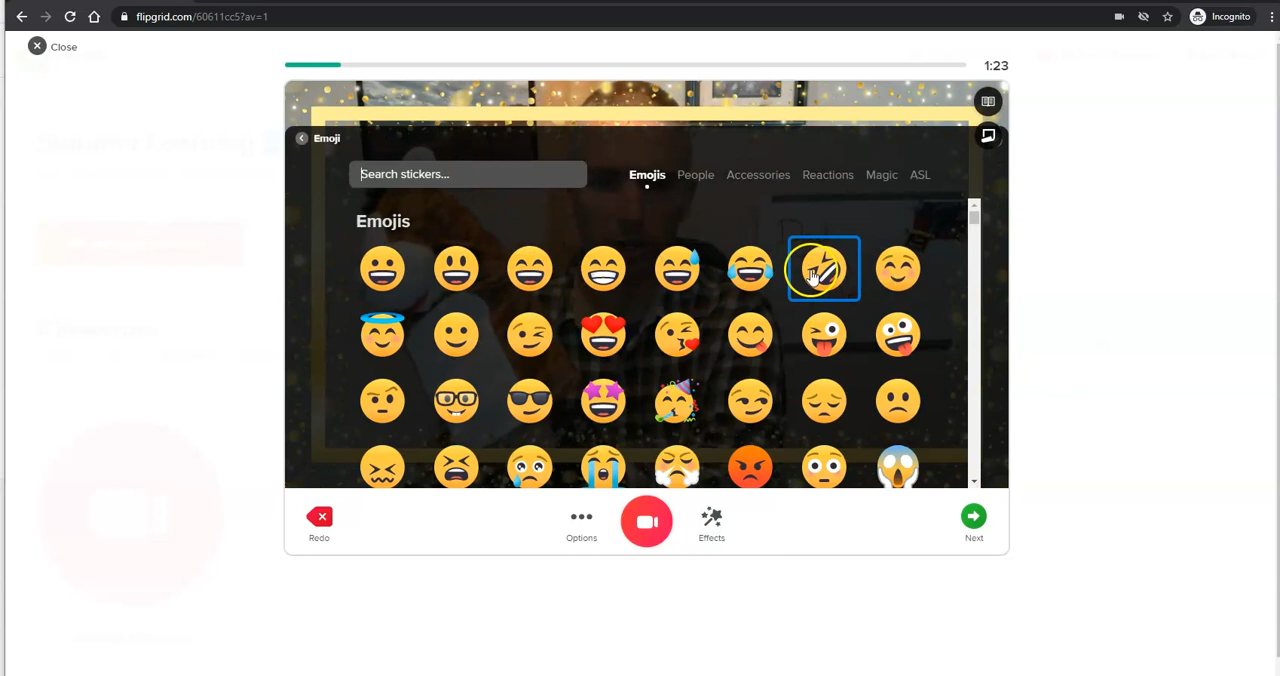 flipgrid.com/60611cc5?av=1
Incognito
Close
1:23
Emoji
Search stickers...
Emojis People Accessories Reactions Magic ASL
Emojis
Redo
Options
Effects
Next